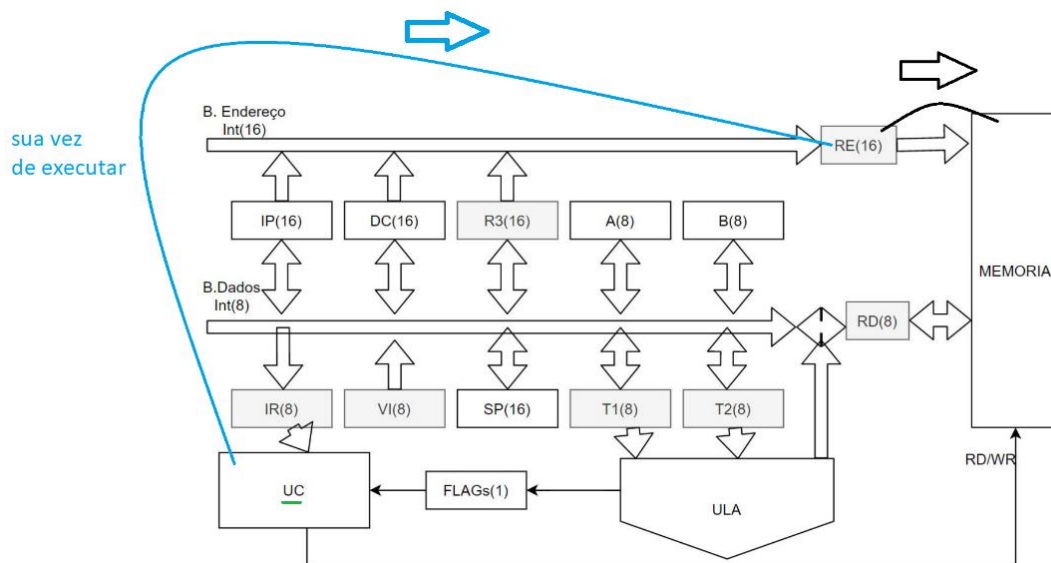 B. Endereço
Int(16)
sua vez
de executar
RE(16)
IP(16)
DC(16)
R3(16)
A(8)
B(8)
MEMORIA
B.Dados
Int(8)
RD(8)
IR(8)
VI(8)
SP(16)
T1(8)
T2(8)
RD/WR
UC
FLAGs(1)
ULA